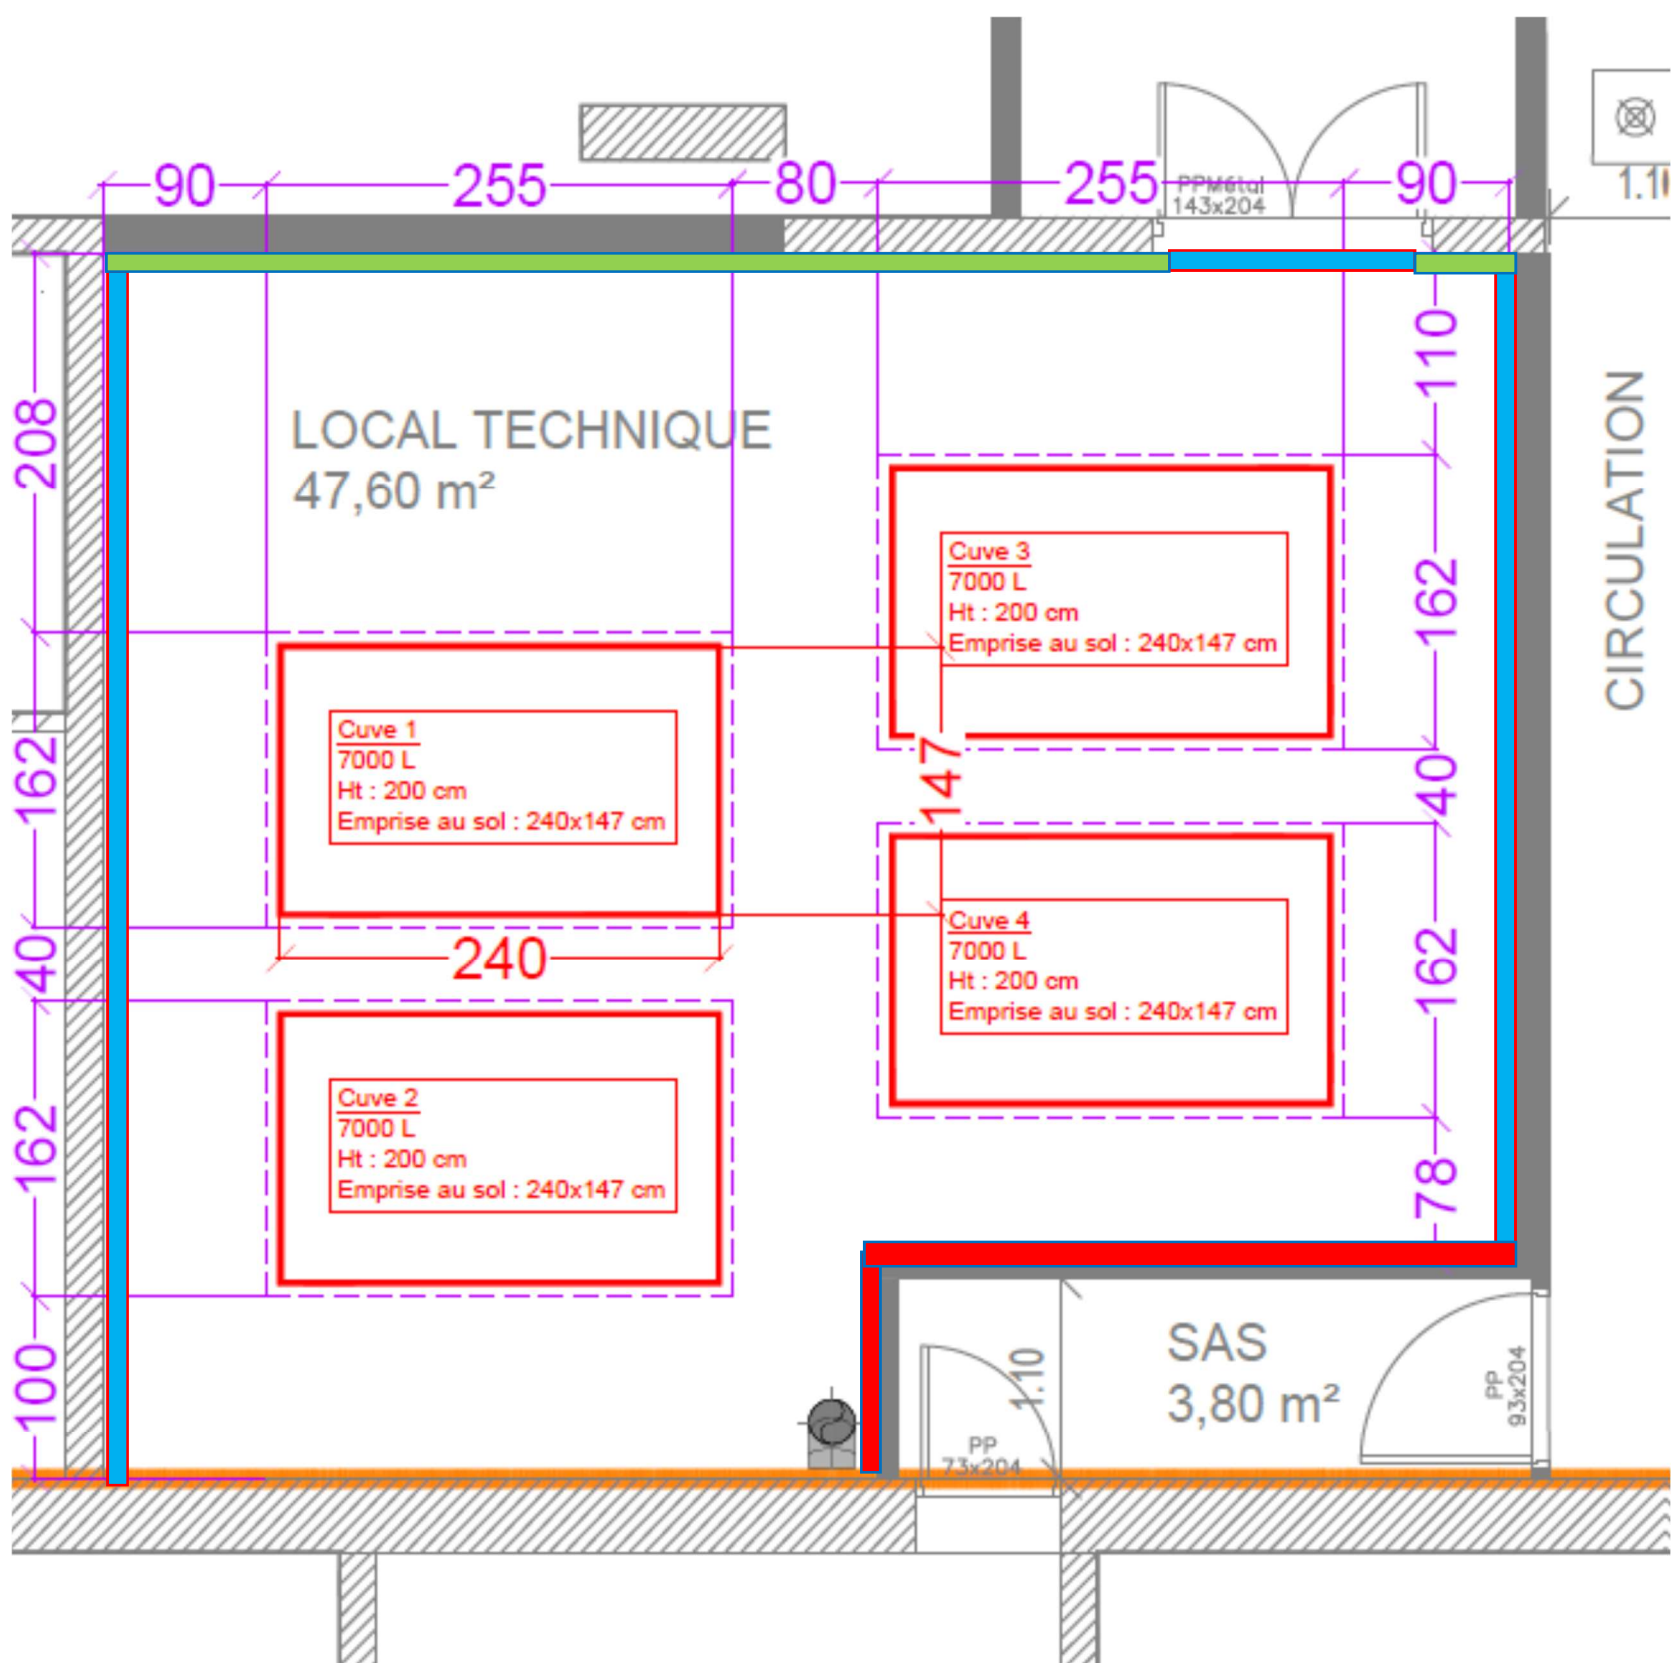 90
255
80
255
90
PPMétal
143x204
208
162
40
162
100
LOCAL TECHNIQUE
47,60 m²
Cuve 1
7000 L
Ht : 200 cm
Emprise au sol : 240x147 cm
240
Cuve 2
7000 L
Ht : 200 cm
Emprise au sol : 240x147 cm
Cuve 3
7000 L
Ht : 200 cm
Emprise au sol : 240x147 cm
147
Cuve 4
7000 L
Ht : 200 cm
Emprise au sol : 240x147 cm
110
162
40
162
78
CIRCULATION
SAS
3,80 m²
1.10
PP
73x204
PP
93x204